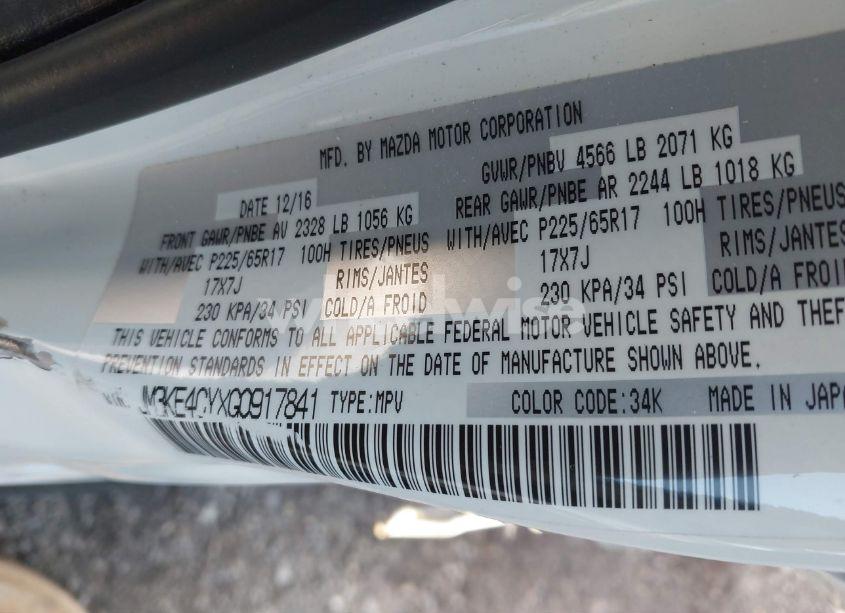 MFD. BY MAZDA MOTOR CORPORATION
DATE 12/16 GVWR/PNBV 4566 LB 2071 KG
FRONT GAWR/PNBE AV 2328 LB 1056 KG REAR GAWR/PNBE AR 2244 LB 1018 KG
WITH/AVEC P225/65R17 100H TIRES/PNEUS WITH/AVEC P225/65R17 100H TIRES/PNEUS
17X7J RIMS/JANTES 17X7J RIMS/JANTES
230 KPA/34 PSI COLD/A FROID 230 KPA/34 PSI COLD/A FROID
THIS VEHICLE CONFORMS TO ALL APPLICABLE FEDERAL MOTOR VEHICLE SAFETY AND THEF
PREVENTION STANDARDS IN EFFECT ON THE DATE OF MANUFACTURE SHOWN ABOVE.
JM3KE4CYXG0917841 TYPE:MPV COLOR CODE:34K MADE IN JAPA